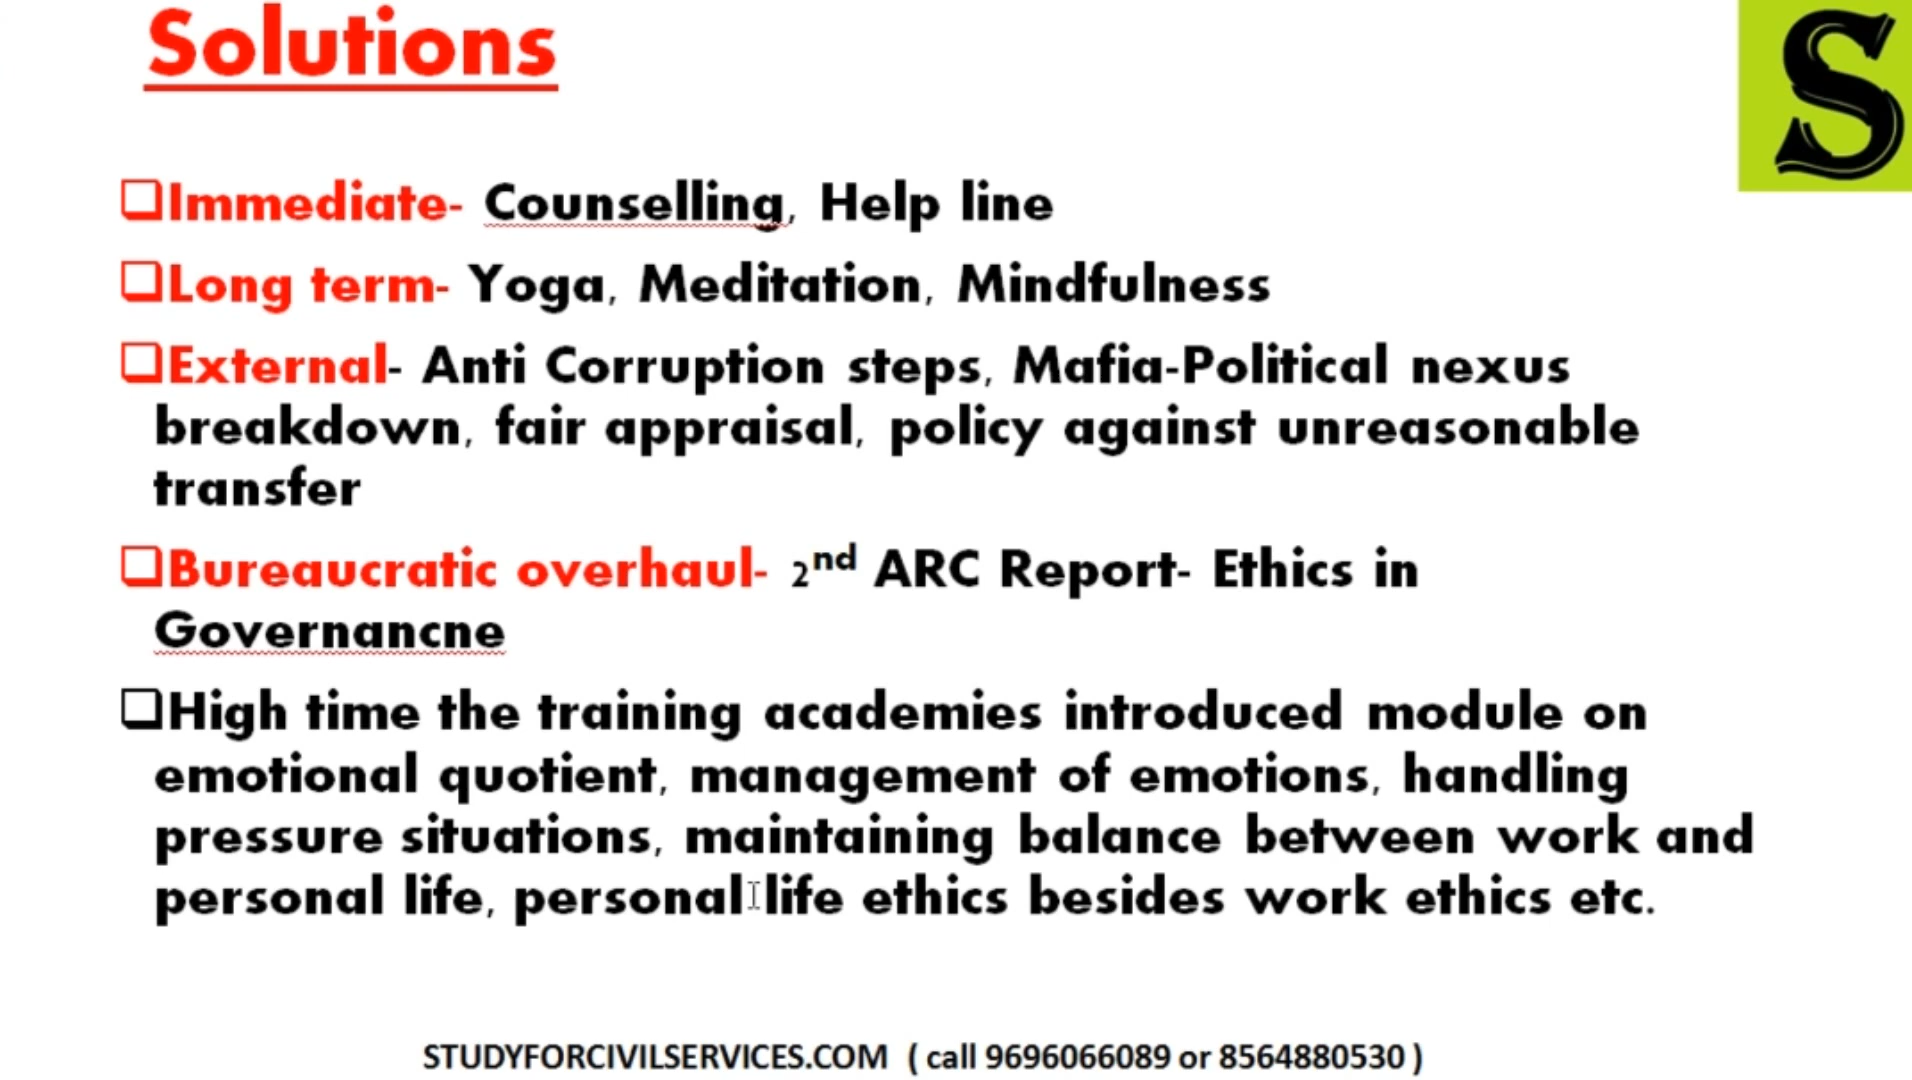 Solutions
S
❑Immediate- Counselling, Help line
❑Long term- Yoga, Meditation, Mindfulness
❑External- Anti Corruption steps, Mafia-Political nexus
breakdown, fair appraisal, policy against unreasonable
transfer
❑Bureaucratic overhaul- 2nd ARC Report- Ethics in
Governancne
❑High time the training academies introduced module on
emotional quotient, management of emotions, handling
pressure situations, maintaining balance between work and
personal life, personal life ethics besides work ethics etc.
STUDYFORCIVILSERVICES.COM ( call 9696066089 or 8564880530 )